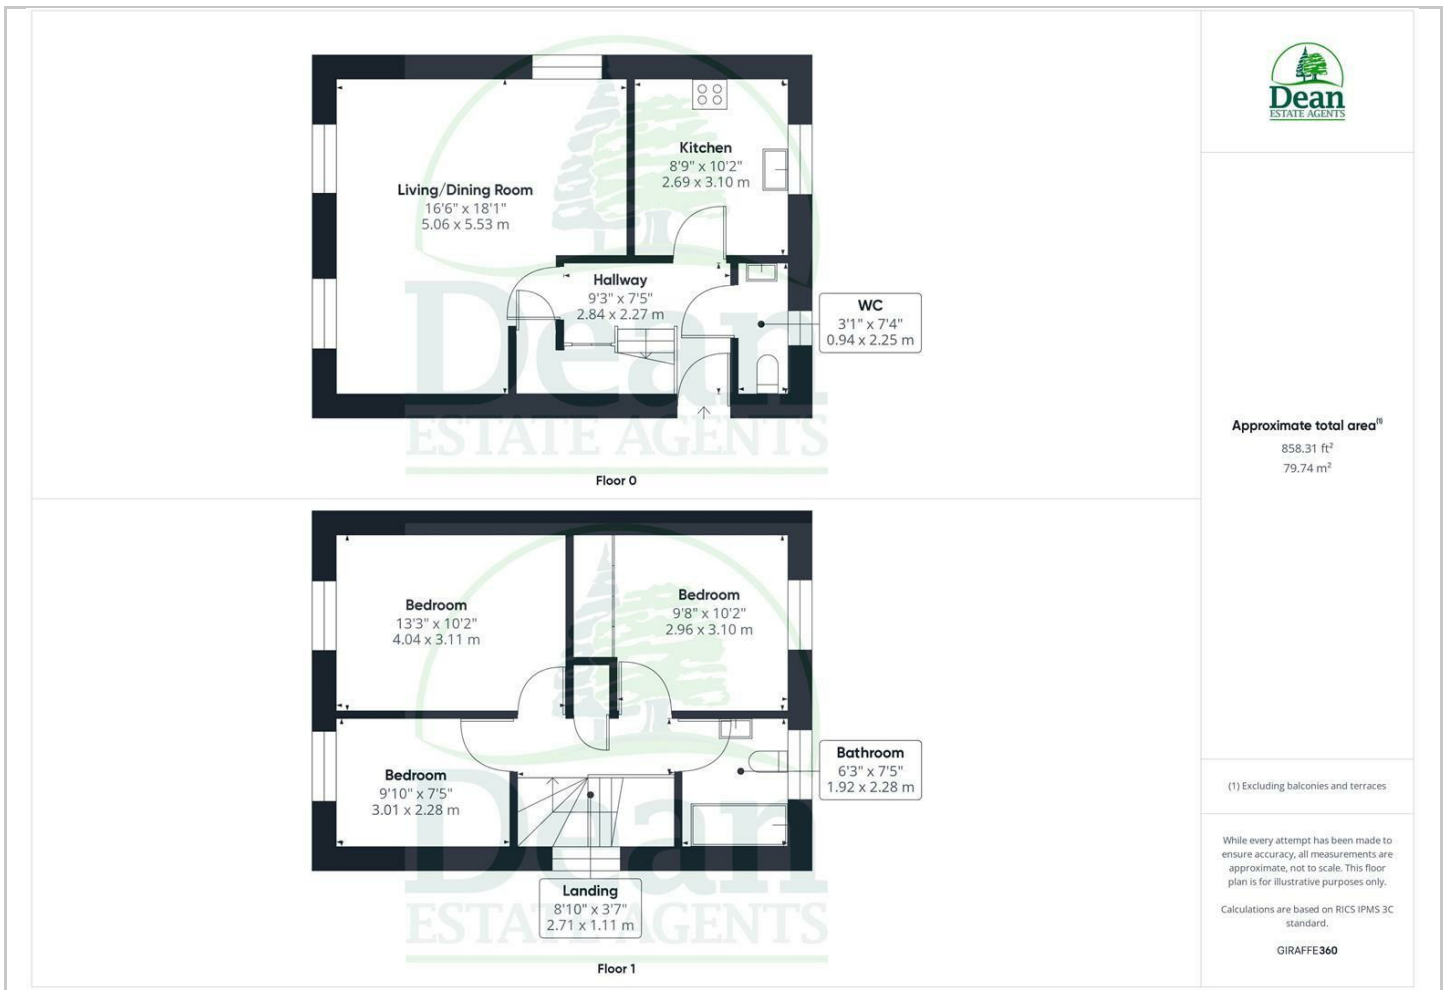 Living/Dining Room
16'6" x 18'1"
5.06 x 5.53 m
Kitchen
8'9" x 10'2"
2.69 x 3.10 m
Hallway
9'3" x 7'5"
2.84 x 2.27 m
WC
3'1" x 7'4"
0.94 x 2.25 m
Dean
ESTATE AGENTS
Floor 0
Bedroom
13'3" x 10'2"
4.04 x 3.11 m
Bedroom
9'8" x 10'2"
2.96 x 3.10 m
Bedroom
9'10" x 7'5"
3.01 x 2.28 m
Bathroom
6'3" x 7'5"
1.92 x 2.28 m
Landing
8'10" x 3'7"
2.71 x 1.11 m
Dean
ESTATE AGENTS
Floor 1
Dean
ESTATE AGENTS
Approximate total area(1)
858.31 ft²
79.74 m²
(1) Excluding balconies and terraces
While every attempt has been made to
ensure accuracy, all measurements are
approximate, not to scale. This floor
plan is for illustrative purposes only.
Calculations are based on RICS IPMS 3C
standard.
GIRAFFE360